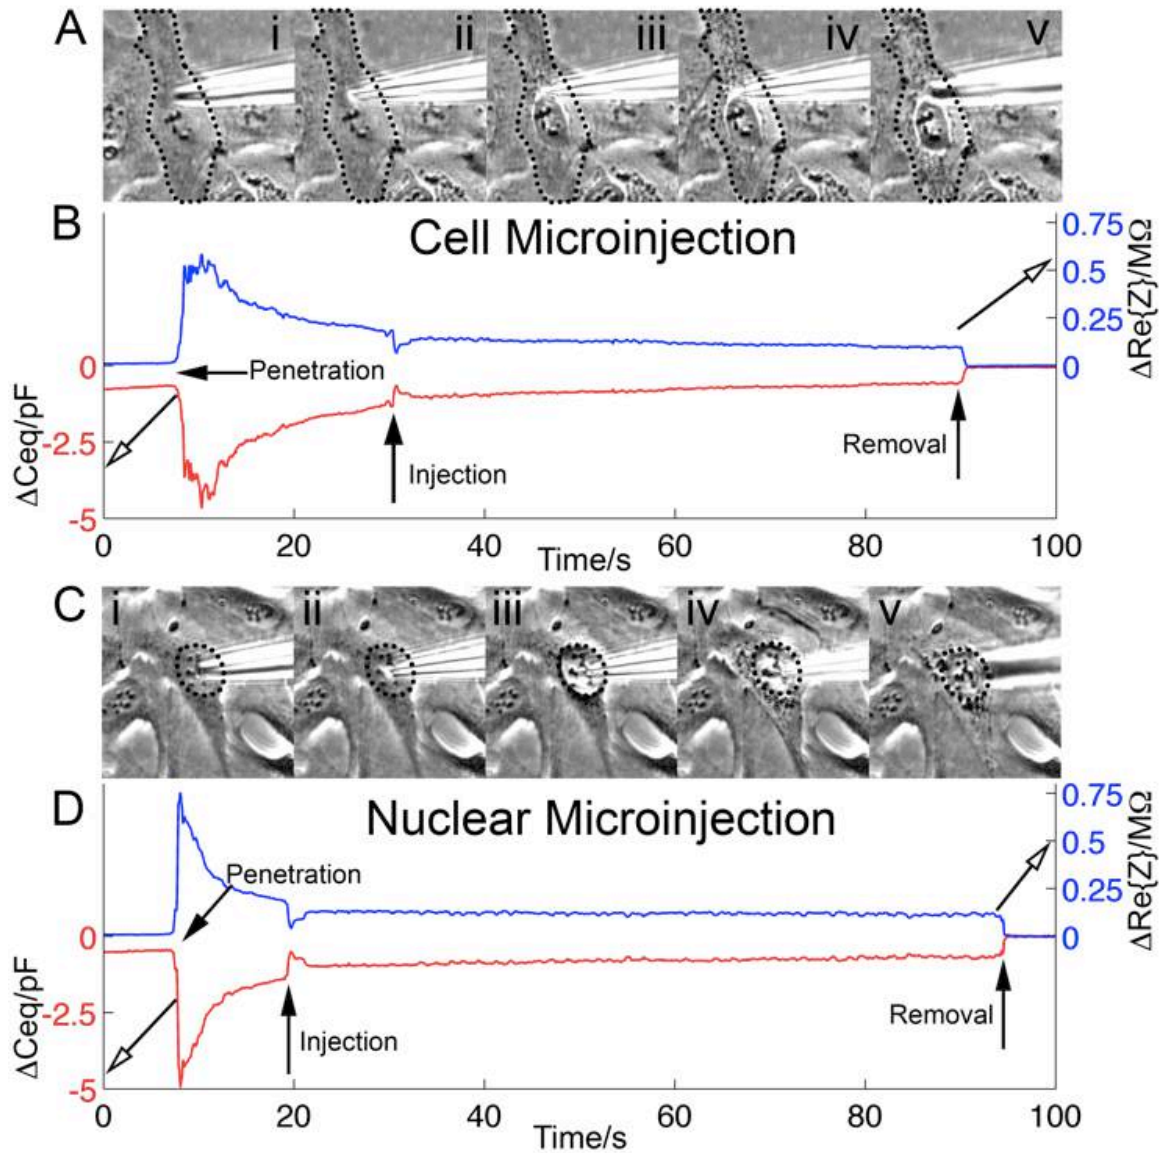 A i ii iii iv v
B Cell Microinjection
0.75
0.5
0.25
0
ΔRe{Z}/MΩ
0
-2.5
-5
ΔCeq/pF
Penetration
Injection
Removal
0 20 40 60 80 100
Time/s
C i ii iii iv v
D Nuclear Microinjection
0.75
0.5
0.25
0
ΔRe{Z}/MΩ
0
-2.5
-5
ΔCeq/pF
Penetration
Injection
Removal
0 20 40 60 80 100
Time/s